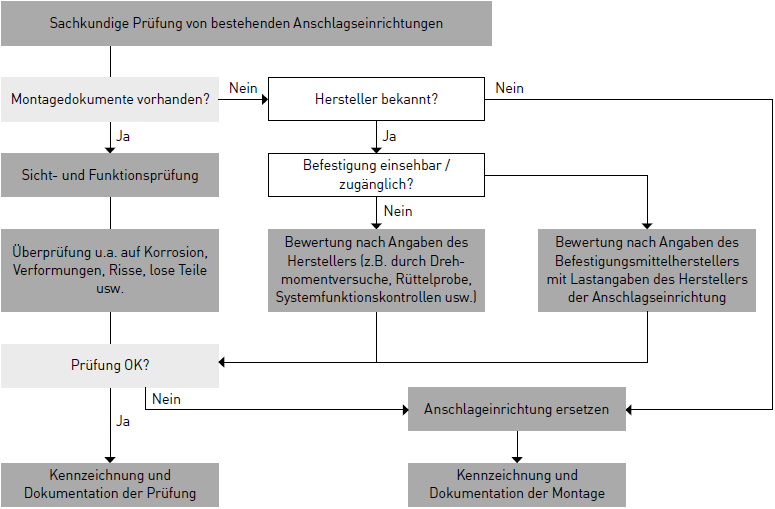 Sachkundige Prüfung von bestehenden Anschlagseinrichtungen
Montagedokumente vorhanden?
Nein
Hersteller bekannt?
Nein
Ja
Ja
Sicht- und Funktionsprüfung
Befestigung einsehbar /
zugänglich?
Nein
Überprüfung u.a. auf Korrosion,
Verformungen, Risse, lose Teile
usw.
Bewertung nach Angaben des
Herstellers (z.B. durch Dreh-
momentversuche, Rüttelprobe,
Systemfunktionskontrollen usw.)
Bewertung nach Angaben des
Befestigungsmittelherstellers
mit Lastangaben des Herstellers
der Anschlagseinrichtung
Prüfung OK?
Nein
Ja
Anschlageinrichtung ersetzen
Kennzeichnung und
Dokumentation der Prüfung
Kennzeichnung und
Dokumentation der Montage